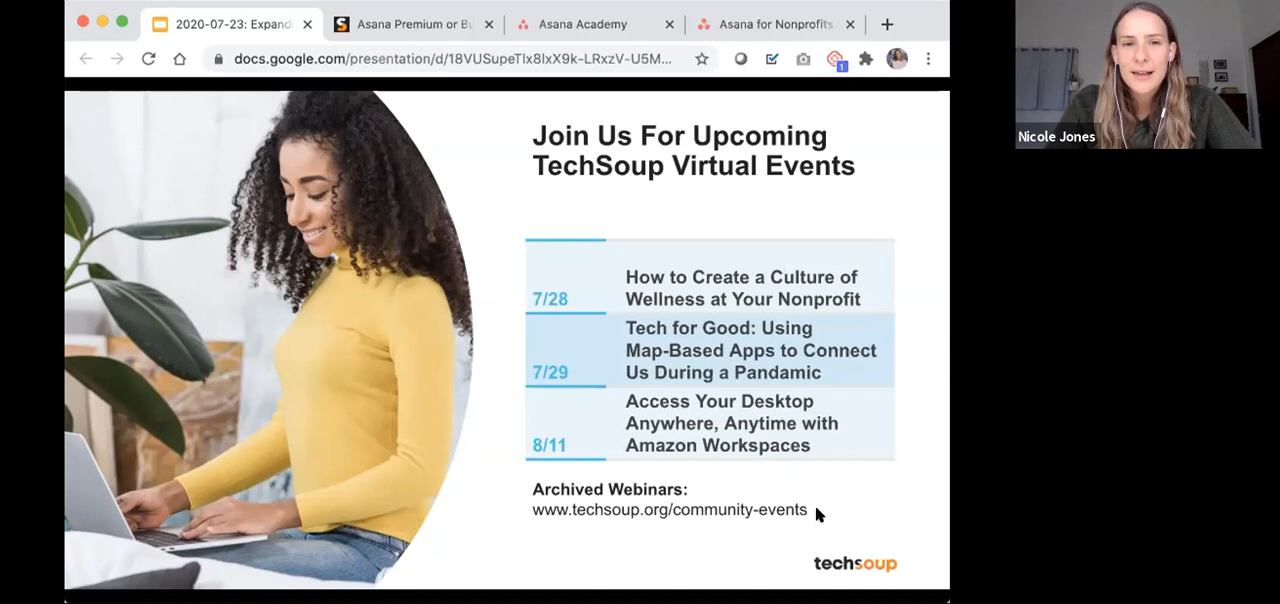 2020-07-23: Expandi
Asana Premium or Bu
Asana Academy
Asana for Nonprofits
docs.google.com/presentation/d/18VUSupeTlx8lxX9k-LRxzV-U5M...
1
Nicole Jones
Join Us For Upcoming
TechSoup Virtual Events
7/28
How to Create a Culture of
Wellness at Your Nonprofit
7/29
Tech for Good: Using
Map-Based Apps to Connect
Us During a Pandamic
8/11
Access Your Desktop
Anywhere, Anytime with
Amazon Workspaces
Archived Webinars:
www.techsoup.org/community-events
techsoup